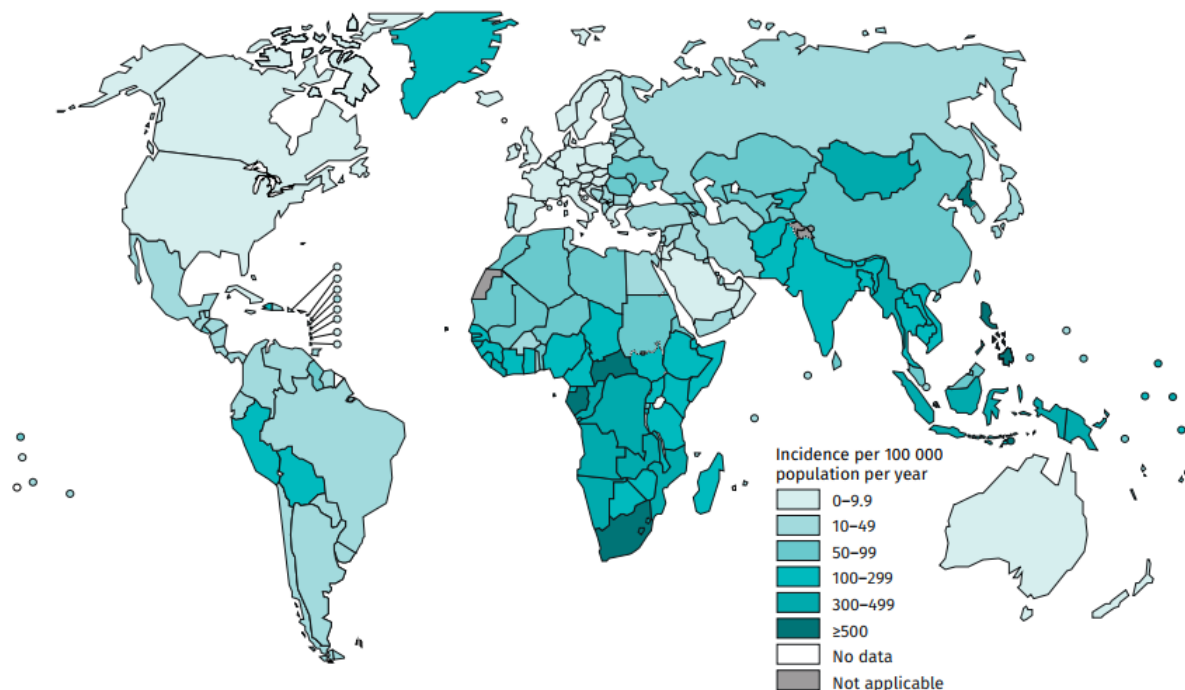 Incidence per 100 000
population per year
0–9.9
10–49
50–99
100–299
300–499
≥500
No data
Not applicable